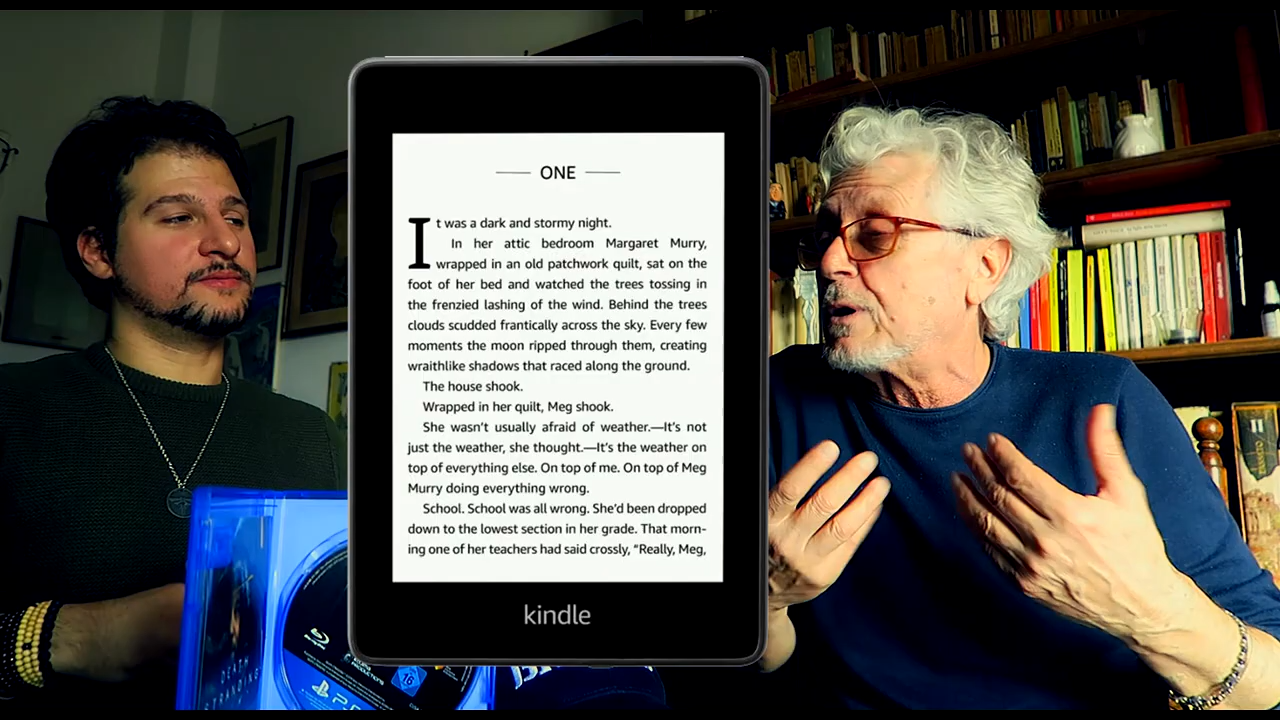 ONE
It was a dark and stormy night.
In her attic bedroom Margaret Murry,
wrapped in an old patchwork quilt, sat on the
foot of her bed and watched the trees tossing in
the frenzied lashing of the wind. Behind the trees
clouds scudded frantically across the sky. Every few
moments the moon ripped through them, creating
wraithlike shadows that raced along the ground.
The house shook.
Wrapped in her quilt, Meg shook.
She wasn’t usually afraid of weather.—It’s not
just the weather, she thought.—It’s the weather on
top of everything else. On top of me. On top of Meg
Murry doing everything wrong.
School. School was all wrong. She’d been dropped
down to the lowest section in her grade. That morn-
ing one of her teachers had said crossly, “Really, Meg,
kindle
16